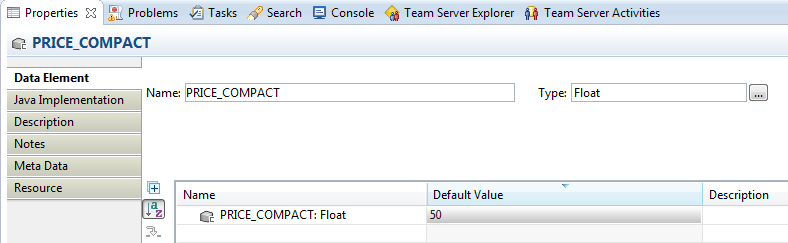 Properties Problems Tasks Search Console Team Server Explorer Team Server Activities
PRICE_COMPACT
Data Element
Java Implementation
Description
Notes
Meta Data
Resource
Name: PRICE_COMPACT Type: Float ...
Name Default Value Description
PRICE_COMPACT: Float 50